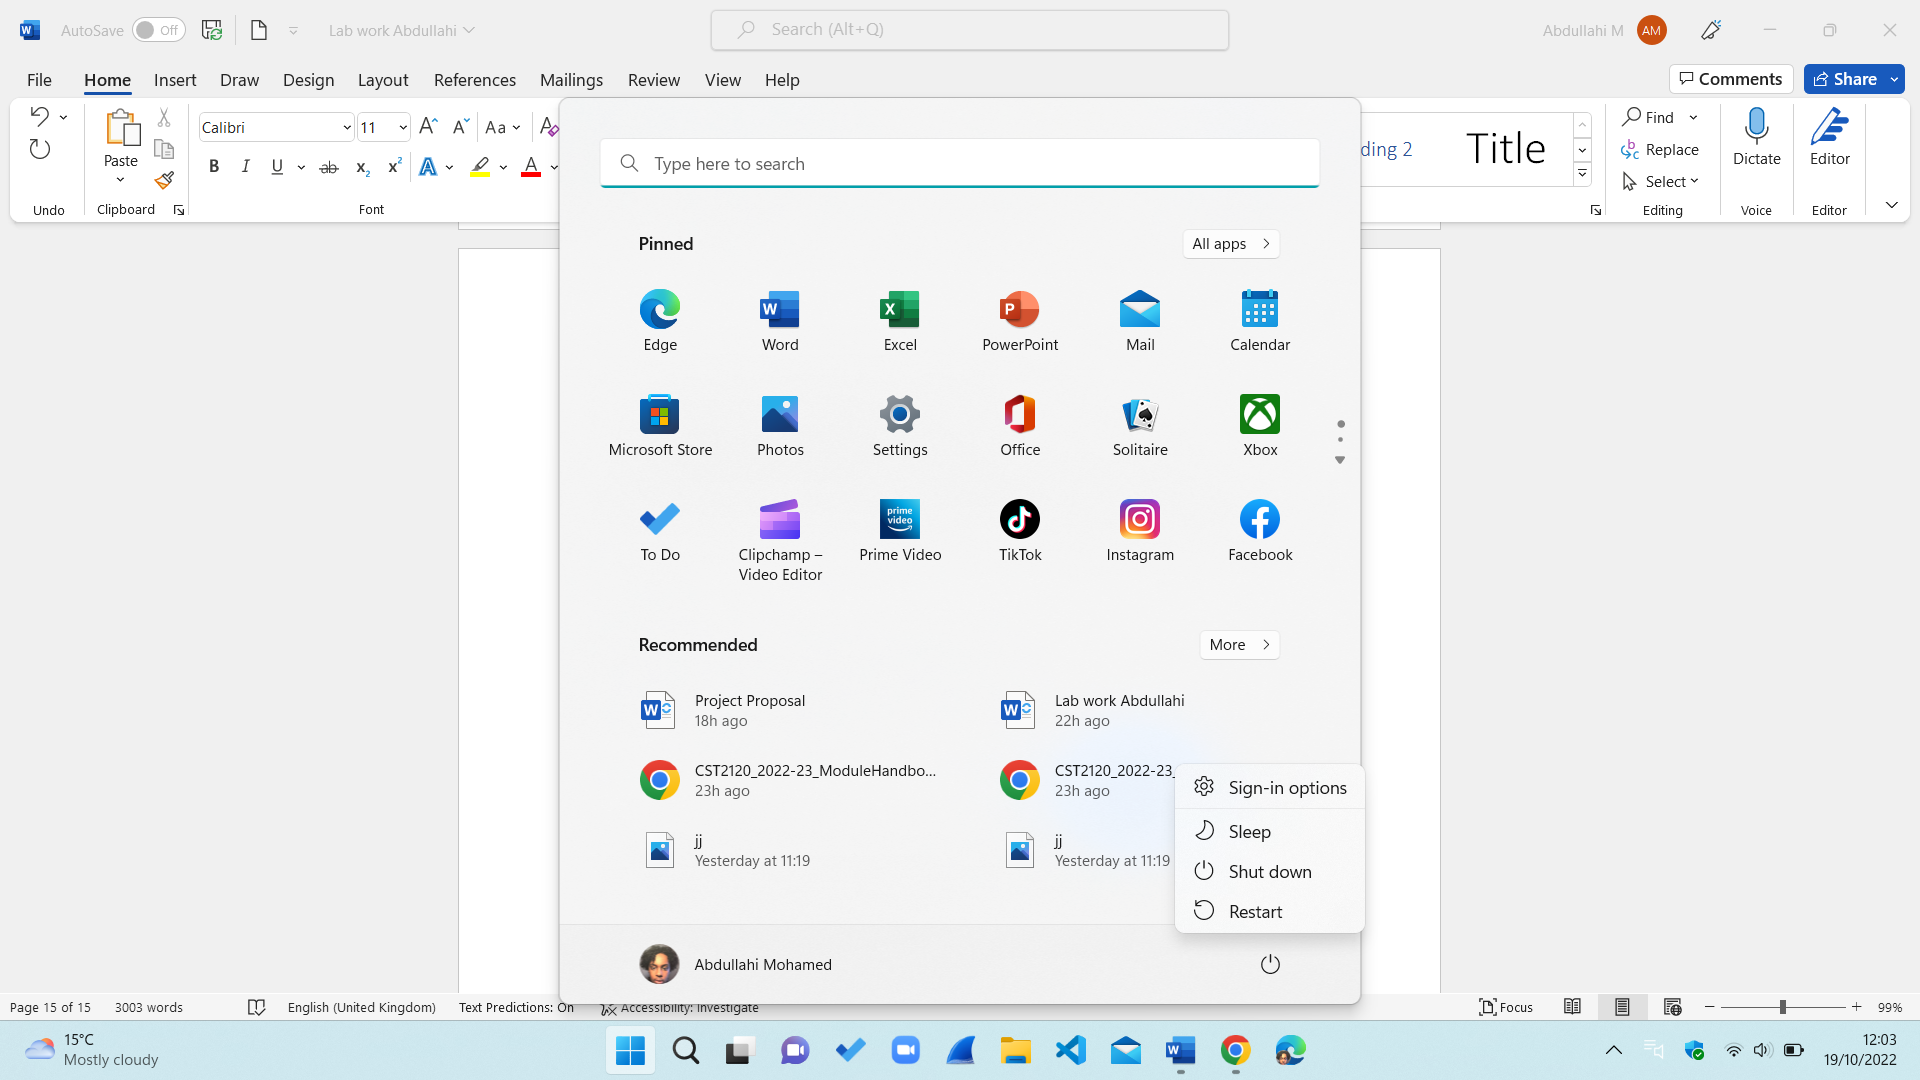 AutoSave Off
Lab work Abdullahi
Search (Alt+Q)
Abdullahi M AM
File Home Insert Draw Design Layout References Mailings Review View Help
Comments Share
Paste
Calibri 11
Aa
B I U ab x₂ x² A A
ding 2 Title
Find
Replace
Select
Dictate
Editor
Undo Clipboard Font Editing Voice Editor
Type here to search
Pinned
All apps
Edge
Word
Excel
PowerPoint
Mail
Calendar
Microsoft Store
Photos
Settings
Office
Solitaire
Xbox
To Do
Clipchamp –
Video Editor
prime
video
Prime Video
TikTok
Instagram
Facebook
Recommended
More
Project Proposal
18h ago
Lab work Abdullahi
22h ago
CST2120_2022-23_ModuleHandbo...
23h ago
CST2120_2022-23_
23h ago
jj
Yesterday at 11:19
jj
Yesterday at 11:19
Sign-in options
Sleep
Shut down
Restart
Abdullahi Mohamed
Page 15 of 15 3003 words English (United Kingdom) Text Predictions: On Accessibility: Investigate
Focus 99%
15°C
Mostly cloudy
12:03
19/10/2022